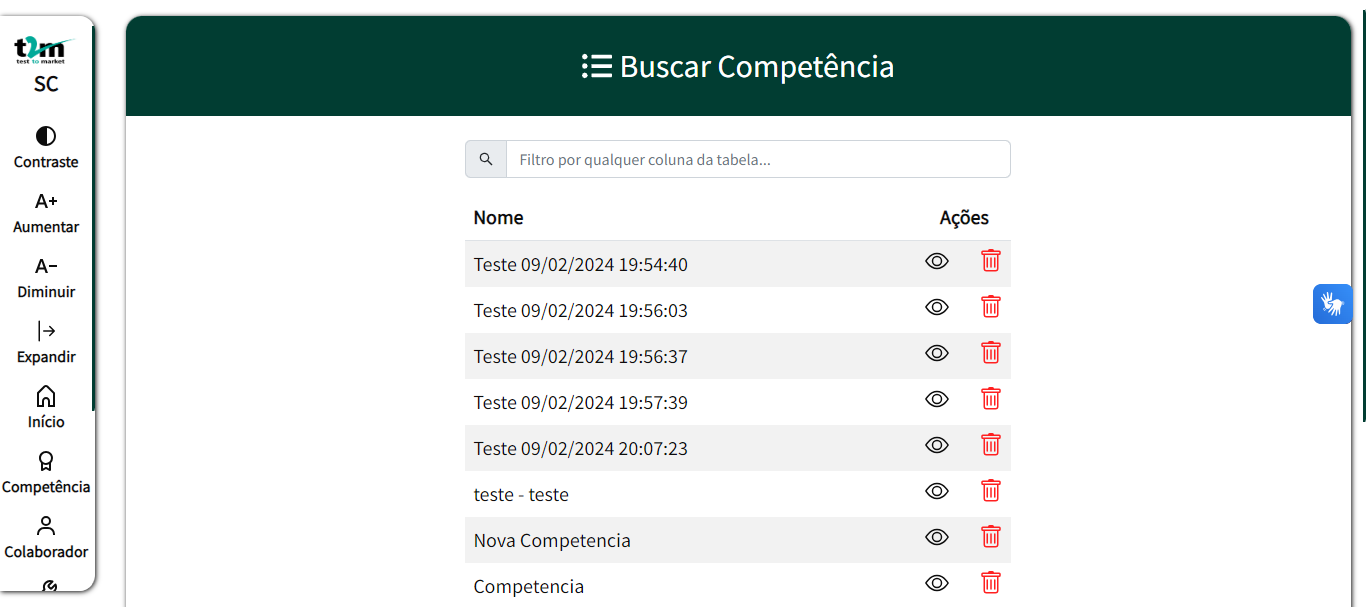 t2m
test to market
SC
Contraste
A+
Aumentar
A-
Diminuir
Expandir
Início
Competência
Colaborador
Buscar Competência
Filtro por qualquer coluna da tabela...
Nome Ações
Teste 09/02/2024 19:54:40
Teste 09/02/2024 19:56:03
Teste 09/02/2024 19:56:37
Teste 09/02/2024 19:57:39
Teste 09/02/2024 20:07:23
teste - teste
Nova Competencia
Competencia